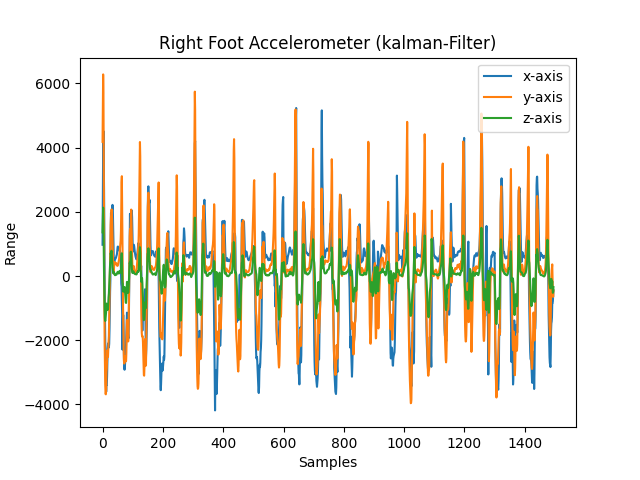 Right Foot Accelerometer (kalman-Filter)
x-axis
y-axis
z-axis
6000
4000
2000
0
−2000
−4000
Range
0 200 400 600 800 1000 1200 1400
Samples